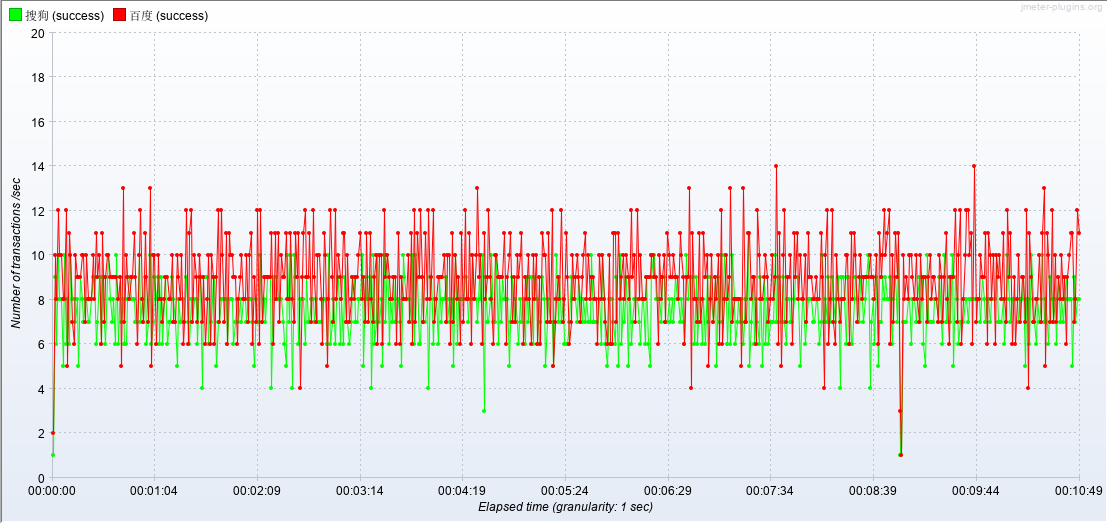 jmeter-plugins.org
搜狗 (success) 百度 (success)
20
18
16
14
12
10
8
6
4
2
0
Number of transactions /sec
00:00:00 00:01:04 00:02:09 00:03:14 00:04:19 00:05:24 00:06:29 00:07:34 00:08:39 00:09:44 00:10:49
Elapsed time (granularity: 1 sec)